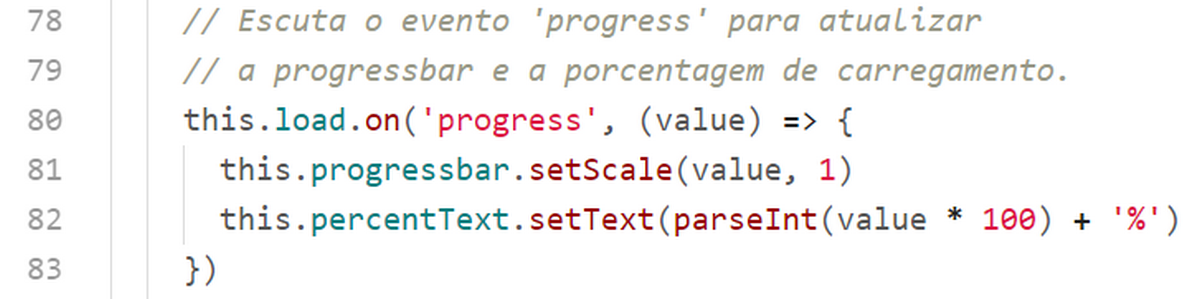 78 // Escuta o evento 'progress' para atualizar
79 // a progressbar e a porcentagem de carregamento.
80 this.load.on('progress', (value) => {
81 this.progressbar.setScale(value, 1)
82 this.percentText.setText(parseInt(value * 100) + '%')
83 })